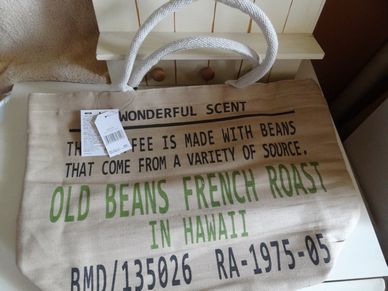 WONDERFUL SCENT
FEE IS MADE WITH BEANS
THAT COME FROM A VARIETY OF SOURCE.
OLD BEANS FRENCH ROAST
IN HAWAII
BMD/135026 RA-1975-05